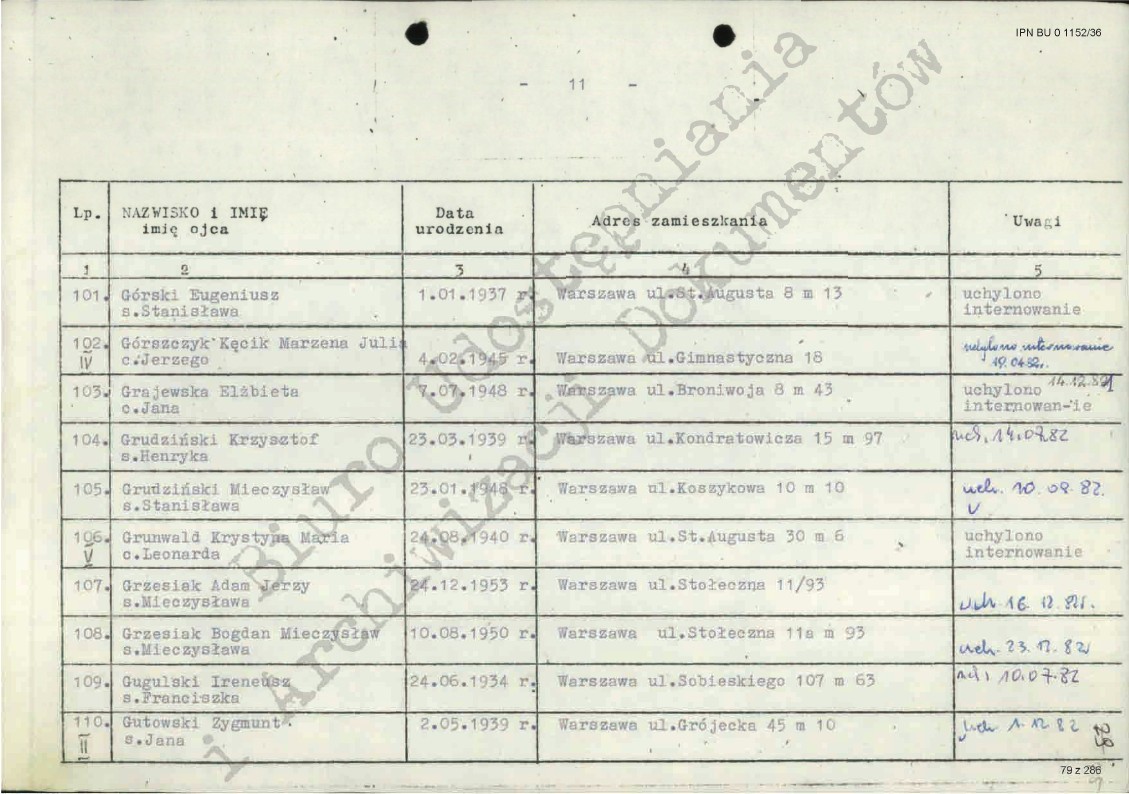 IPN BU 0 1152/36
- 11 -
Lp. NAZWISKO i IMIĘ Data Adres zamieszkania Uwagi
imię ojca urodzenia
1 2 3 4 5
101. Górski Eugeniusz 1.01.1937 r. Warszawa ul.St.Augusta 8 m 13 uchylono
s.Stanisława internowanie
102. Górszczyk Kęcik Marzena Julia uchylono internowanie
IV c.Jerzego 4.02.1945 r. Warszawa ul.Gimnastyczna 18 19.04.82r.
103. Grajewska Elżbieta 7.07.1948 r. Warszawa ul.Broniwoja 8 m 43 uchylono 14.12.81
c.Jana internowan-ie
104. Grudziński Krzysztof 23.03.1939 r. Warszawa ul.Kondratowicza 15 m 97 uch. 14.07.82
s.Henryka
105. Grudziński Mieczysław 23.01.1948 r. Warszawa ul.Koszykowa 10 m 10 uch. 10.09.82.
s.Stanisława V
106. Grunwald Krystyna Maria 24.08.1940 r. Warszawa ul.St.Augusta 30 m 6 uchylono
V c.Leonarda internowanie
107. Grzesiak Adam Jerzy 24.12.1953 r. Warszawa ul.Stołeczna 11/93
s.Mieczysława uch. 16.12.82r.
108. Grzesiak Bogdan Mieczysław 10.08.1950 r. Warszawa ul.Stołeczna 11a m 93
s.Mieczysława uch. 23.12.82r
109. Gugulski Ireneusz 24.06.1934 r. Warszawa ul.Sobieskiego 107 m 63 uch. 10.07.82
s.Franciszka
110. Gutowski Zygmunt 2.05.1939 r. Warszawa ul.Grójecka 45 m 10 uch 1.12.82
II s.Jana
79 z 286
Biuro Udostępniania
i Archiwizacji Dokumentów